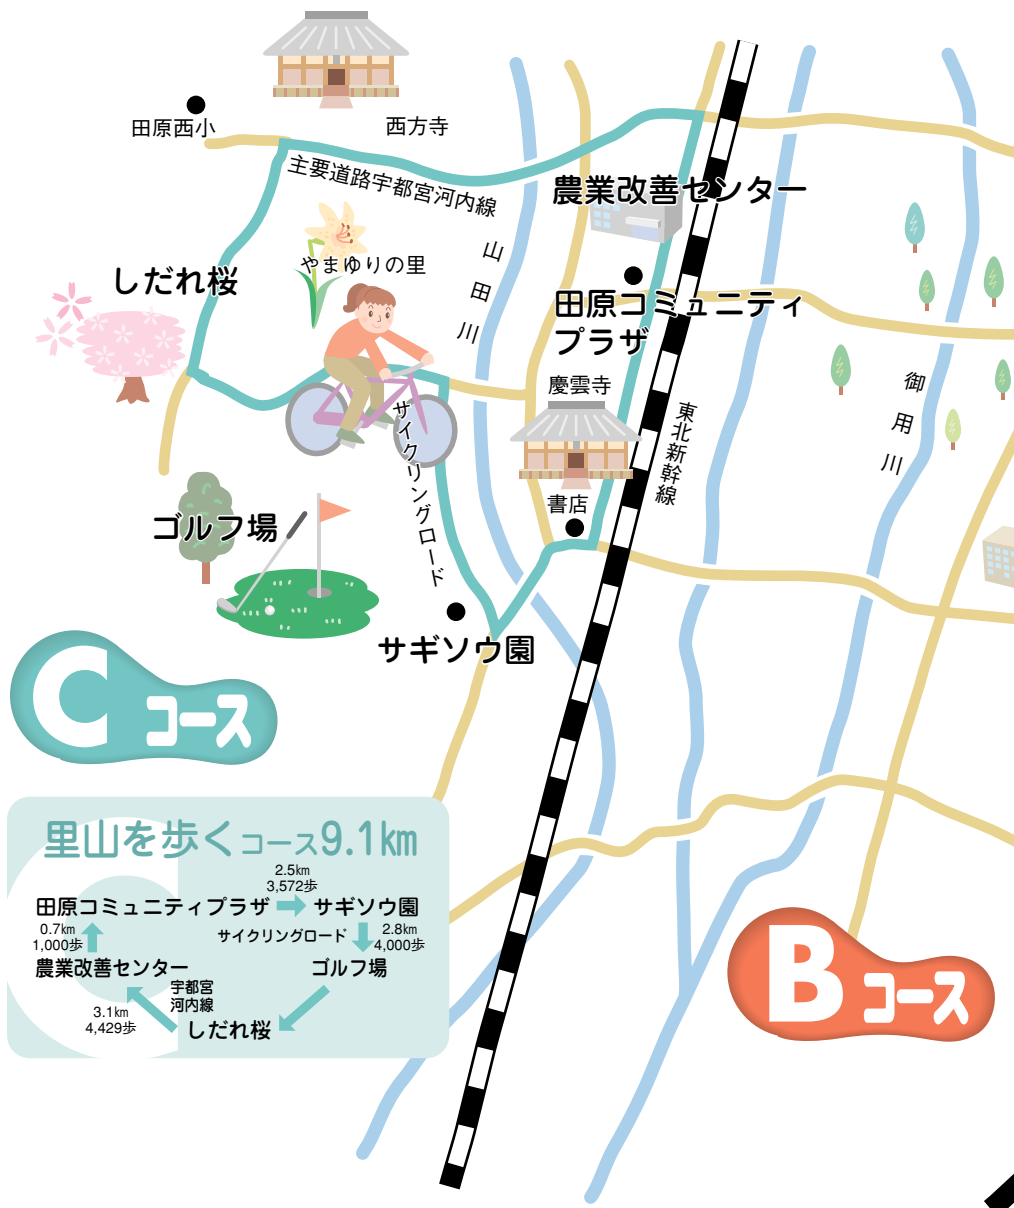 田原西小
西方寺
主要道路宇都宮河内線
農業改善センター
山田川
やまゆりの里
しだれ桜
田原コミュニティ
プラザ
慶雲寺
御用川
サイクリングロード
東北新幹線
書店
ゴルフ場
サギソウ園
C コース
里山を歩くコース9.1km
2.5km
3,572歩
田原コミュニティプラザ
サギソウ園
0.7km
1,000歩
サイクリングロード
2.8km
4,000歩
農業改善センター
ゴルフ場
宇都宮
河内線
3.1km
4,429歩
しだれ桜
B コース